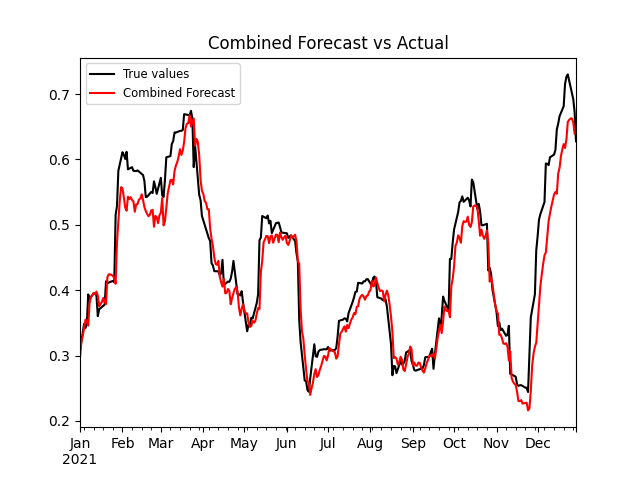 Combined Forecast vs Actual
True values
Combined Forecast
0.7
0.6
0.5
0.4
0.3
0.2
Jan Feb Mar Apr May Jun Jul Aug Sep Oct Nov Dec
2021